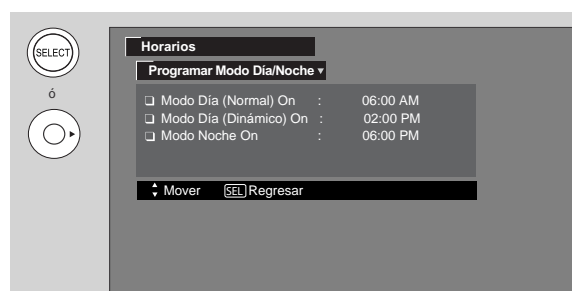 SELECT
ó
Horarios
Programar Modo Día/Noche ▾
❏ Modo Día (Normal) On : 06:00 AM
❏ Modo Día (Dinámico) On : 02:00 PM
❏ Modo Noche On : 06:00 PM
Mover SEL Regresar